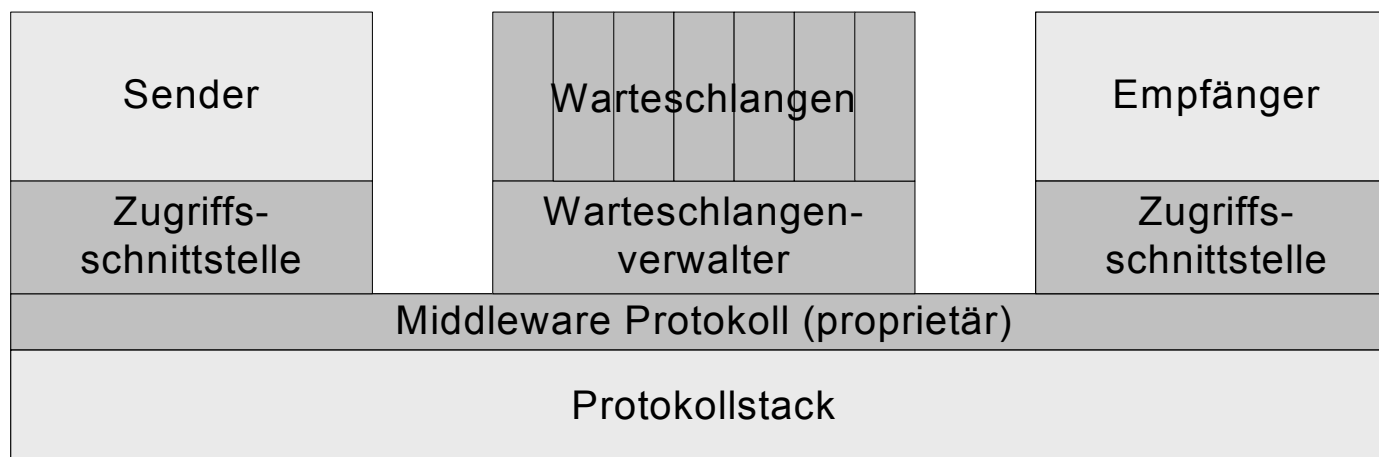 Sender
Warteschlangen
Empfänger
Zugriffs-
schnittstelle
Warteschlangen-
verwalter
Zugriffs-
schnittstelle
Middleware Protokoll (proprietär)
Protokollstack